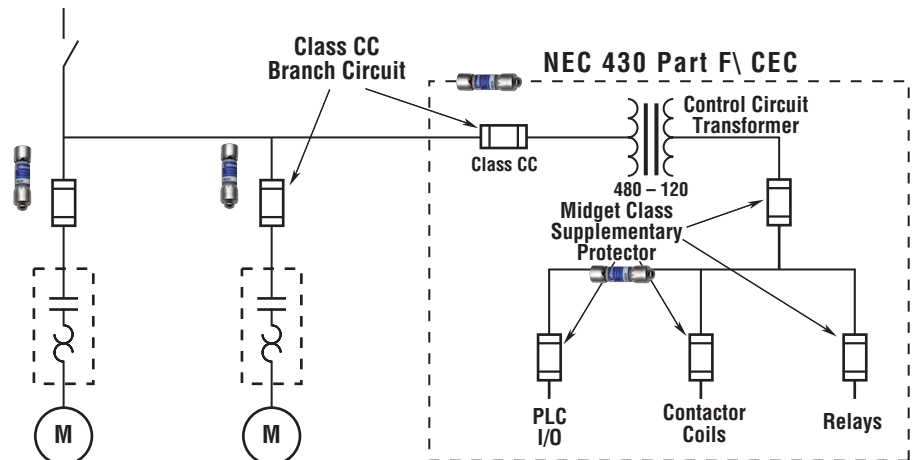 Class CC
Branch Circuit
NEC 430 Part F\ CEC
Class CC
Control Circuit
Transformer
480 – 120
Midget Class
Supplementary
Protector
M
M
PLC
I/O
Contactor
Coils
Relays